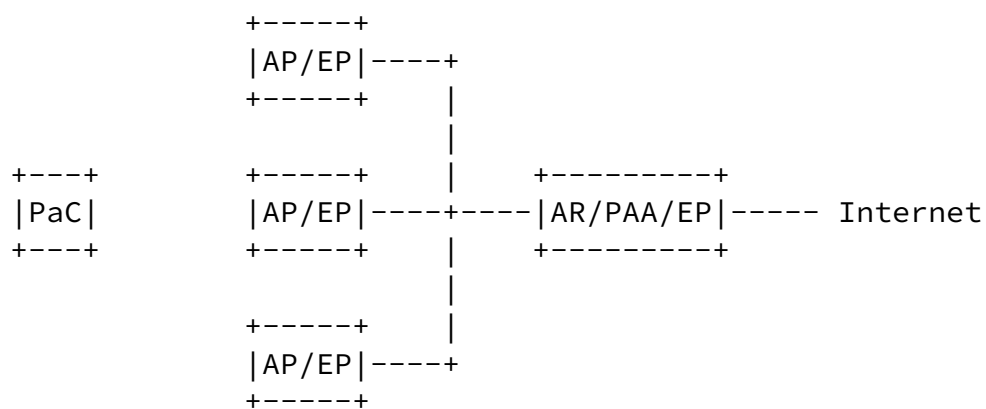 +-----+
|AP/EP|----+
+-----+    |
           |
+---+        +-----+    |    +---------+
|PaC|        |AP/EP|----+----|AR/PAA/EP|----- Internet
+---+        +-----+    |    +---------+
           |
+-----+    |
|AP/EP|----+
+-----+